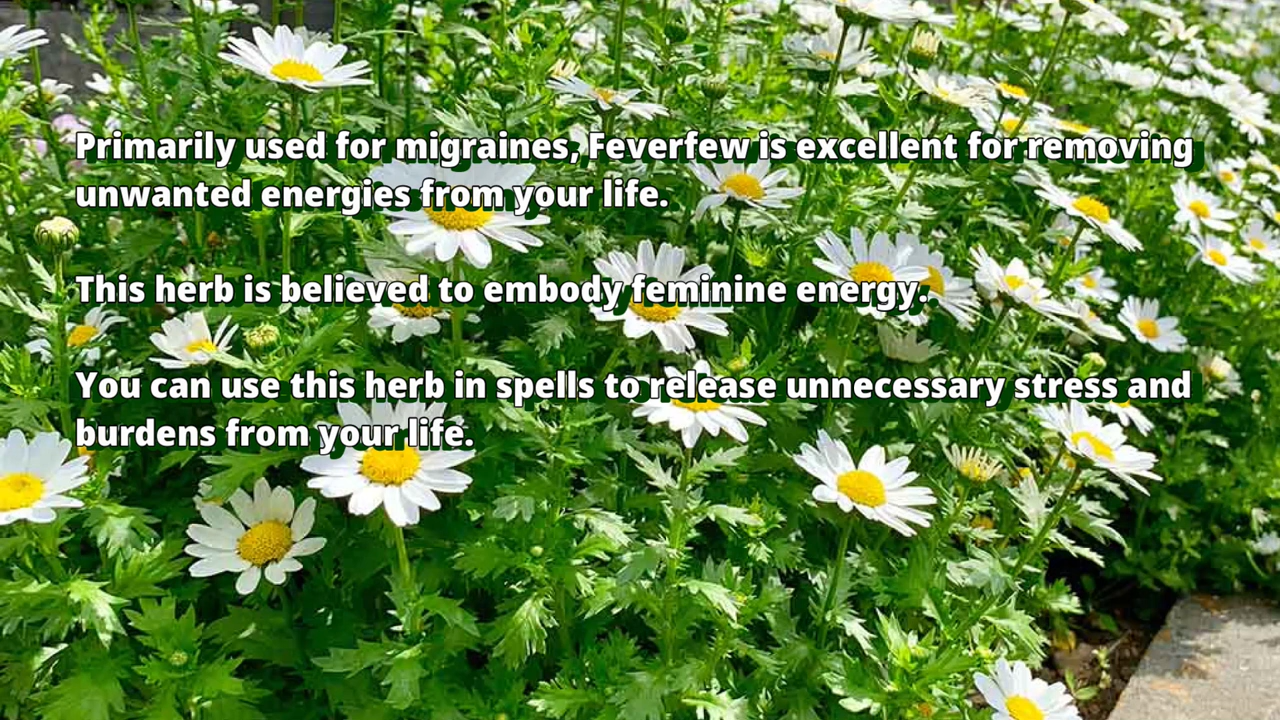 Primarily used for migraines, Feverfew is excellent for removing
unwanted energies from your life.
This herb is believed to embody feminine energy.
You can use this herb in spells to release unnecessary stress and
burdens from your life.